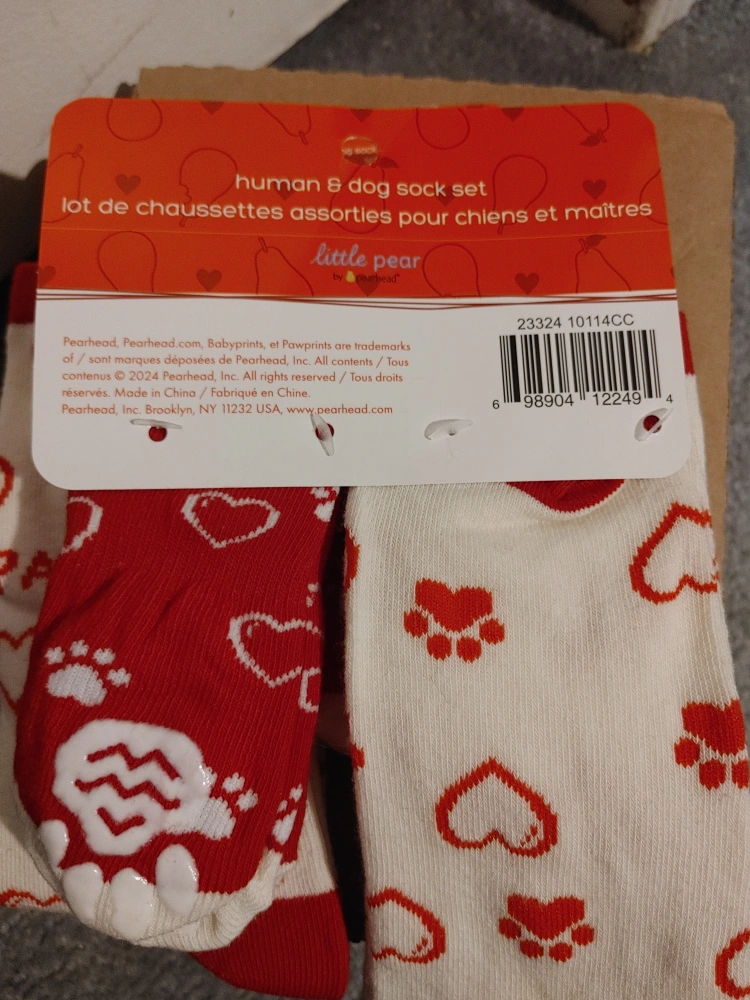 human & dog sock set
lot de chaussettes assorties pour chiens et maîtres
little pear
by pearhead™
Pearhead, Pearhead.com, Babyprints, et Pawprints are trademarks
of / sont marques déposées de Pearhead, Inc. All contents / Tous
contenus © 2024 Pearhead, Inc. All rights reserved / Tous droits
réservés. Made in China / Fabriqué en Chine.
Pearhead, Inc. Brooklyn, NY 11232 USA, www.pearhead.com
23324 10114CC
6 98904 12249 4